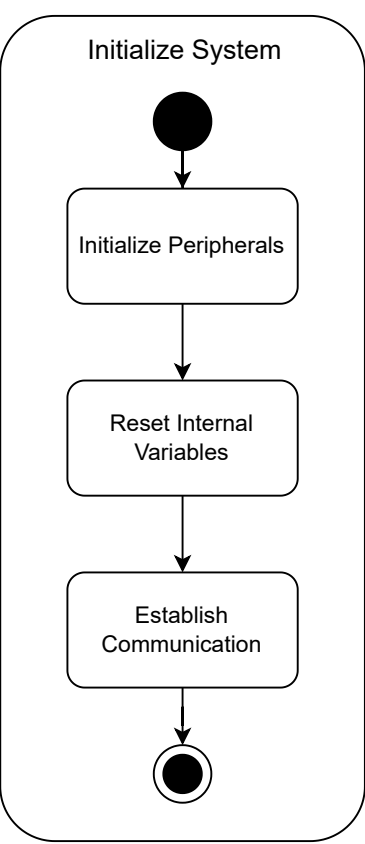 Initialize System
Initialize Peripherals
Reset Internal
Variables
Establish
Communication